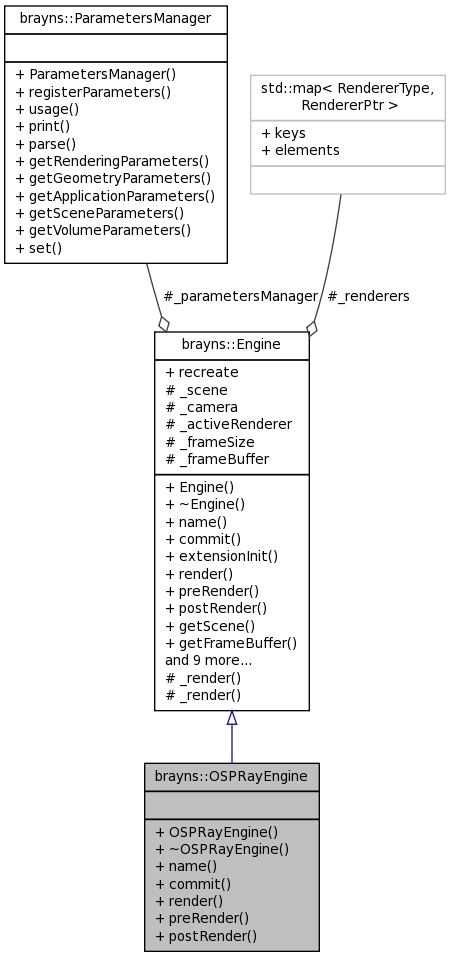 brayns::ParametersManager
+ ParametersManager()
+ registerParameters()
+ usage()
+ print()
+ parse()
+ getRenderingParameters()
+ getGeometryParameters()
+ getApplicationParameters()
+ getSceneParameters()
+ getVolumeParameters()
+ set()
std::map< RendererType,
RendererPtr >
+ keys
+ elements
#_parametersManager
#_renderers
brayns::Engine
+ recreate
# _scene
# _camera
# _activeRenderer
# _frameSize
# _frameBuffer
+ Engine()
+ ~Engine()
+ name()
+ commit()
+ extensionInit()
+ render()
+ preRender()
+ postRender()
+ getScene()
+ getFrameBuffer()
and 9 more...
# _render()
# _render()
brayns::OSPRayEngine
+ OSPRayEngine()
+ ~OSPRayEngine()
+ name()
+ commit()
+ render()
+ preRender()
+ postRender()